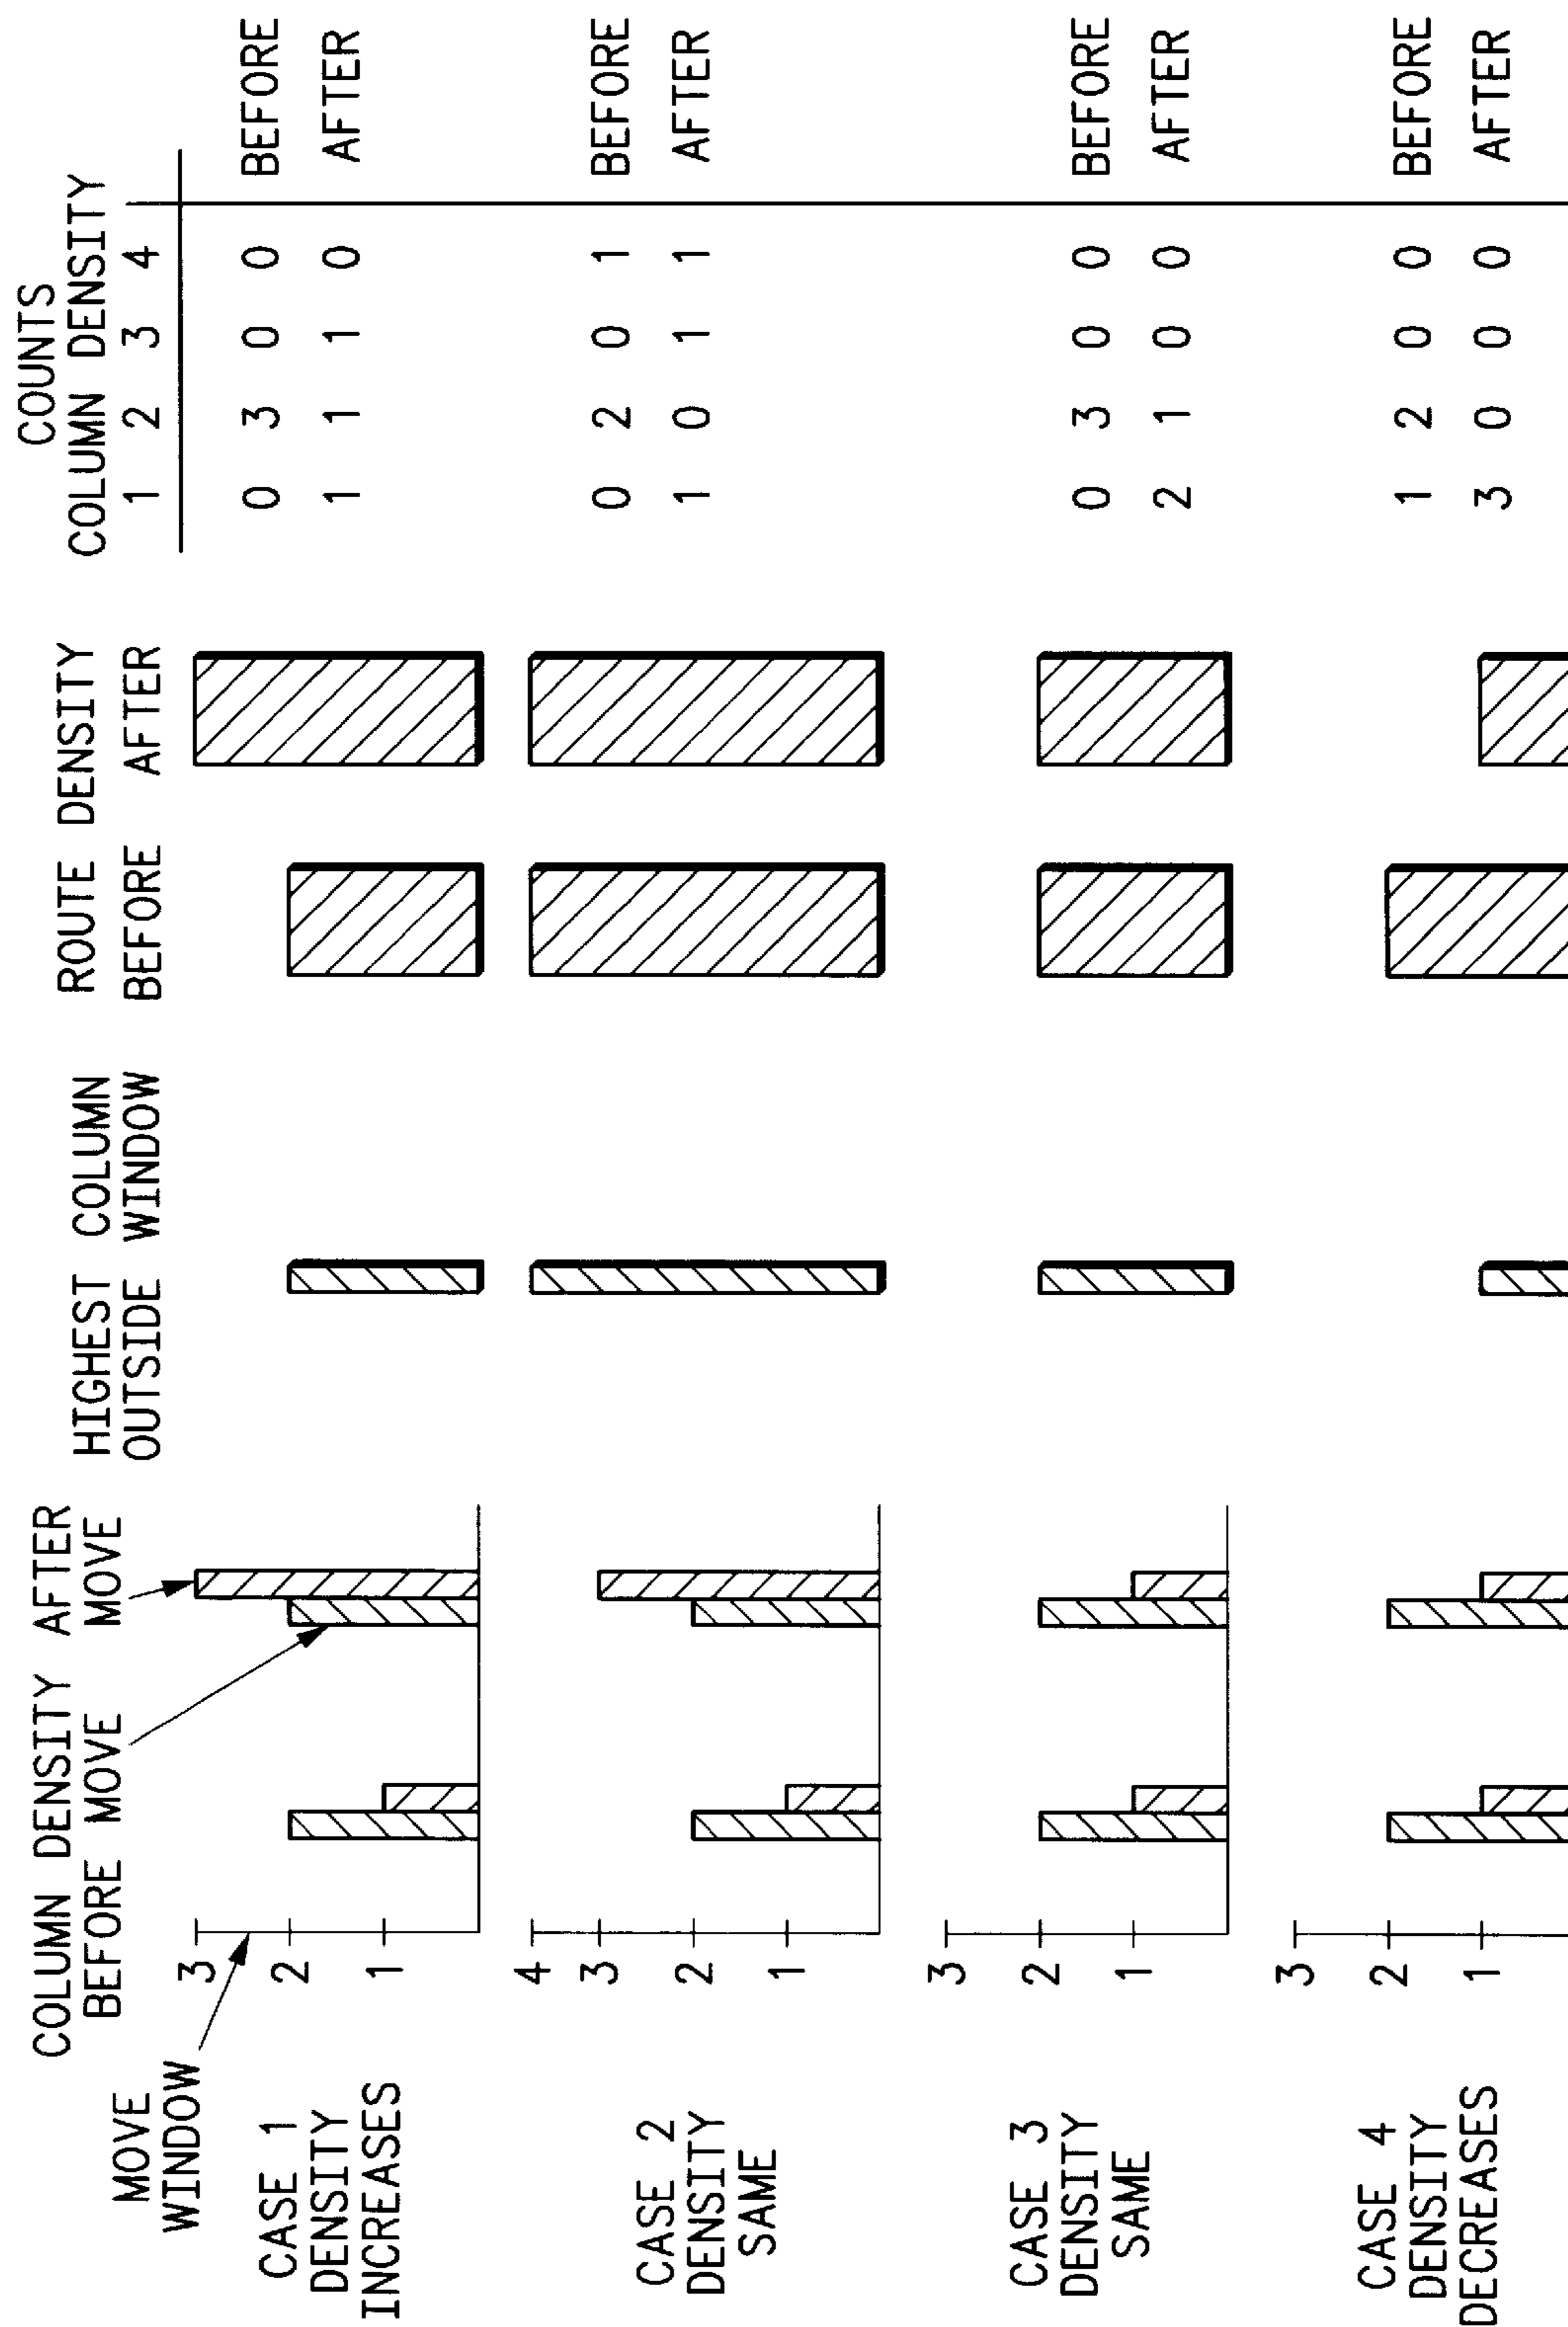 COLUMN DENSITY
BEFORE MOVE
AFTER
MOVE
HIGHEST COLUMN
OUTSIDE WINDOW
ROUTE DENSITY
BEFORE AFTER
COUNTS
COLUMN DENSITY
1 2 3 4
MOVE
WINDOW
CASE 1
DENSITY
INCREASES
3
2
1
0 3 0 0 BEFORE
1 1 1 0 AFTER
CASE 2
DENSITY
SAME
4
3
2
1
0 2 0 1 BEFORE
1 0 1 1 AFTER
CASE 3
DENSITY
SAME
3
2
1
0 3 0 0 BEFORE
2 1 0 0 AFTER
CASE 4
DENSITY
DECREASES
3
2
1
1 2 0 0 BEFORE
3 0 0 0 AFTER